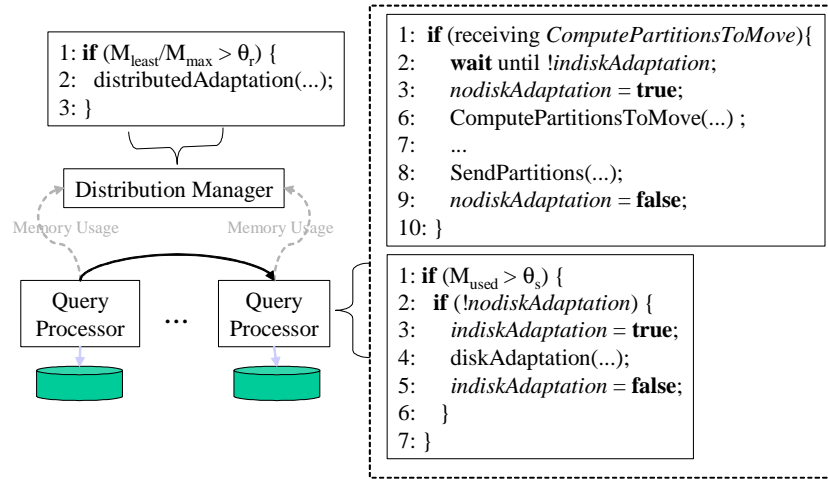 1: if (M_least/M_max > θ_r) {
2: distributedAdaptation(...);
3: }
Distribution Manager
Memory Usage
Memory Usage
Query
Processor
...
Query
Processor
1: if (receiving ComputePartitionsToMove){
2: wait until !indiskAdaptation;
3: nodiskAdaptation = true;
6: ComputePartitionsToMove(...) ;
7: ...
8: SendPartitions(...);
9: nodiskAdaptation = false;
10: }
1: if (M_used > θ_s) {
2: if (!nodiskAdaptation) {
3: indiskAdaptation = true;
4: diskAdaptation(...);
5: indiskAdaptation = false;
6: }
7: }